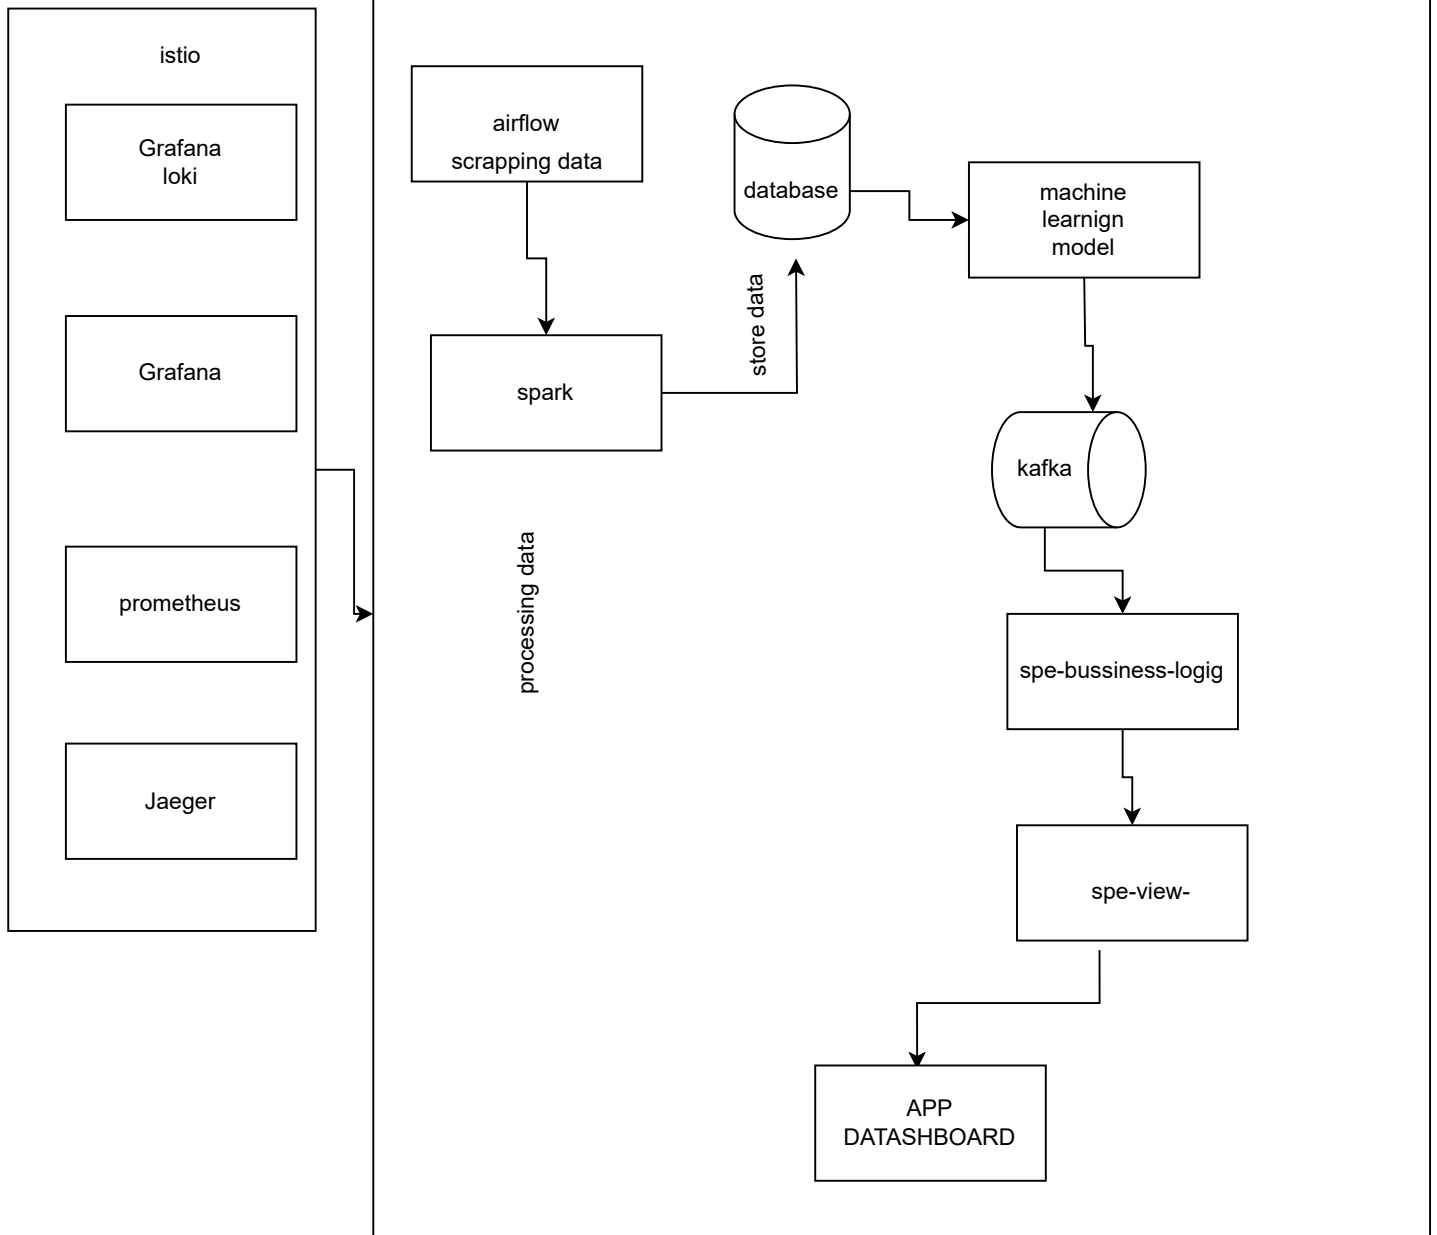 istio
Grafana
loki
Grafana
prometheus
Jaeger
airflow
scrapping data
spark
processing data
store data
database
machine
learnign
model
kafka
spe-bussiness-logig
spe-view-
APP
DATASHBOARD